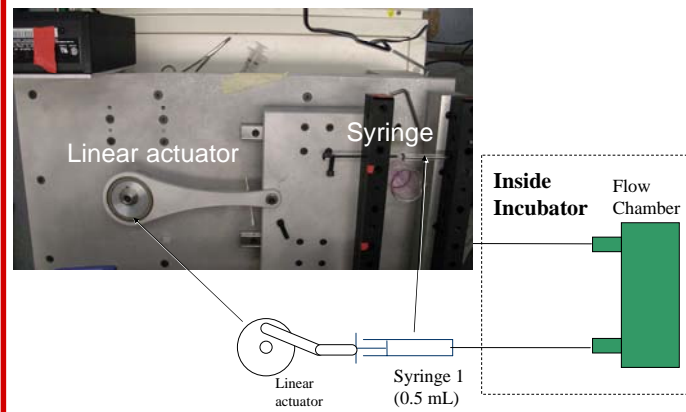 Linear actuator
Syringe
Inside
Incubator
Flow
Chamber
Linear
actuator
Syringe 1
(0.5 mL)